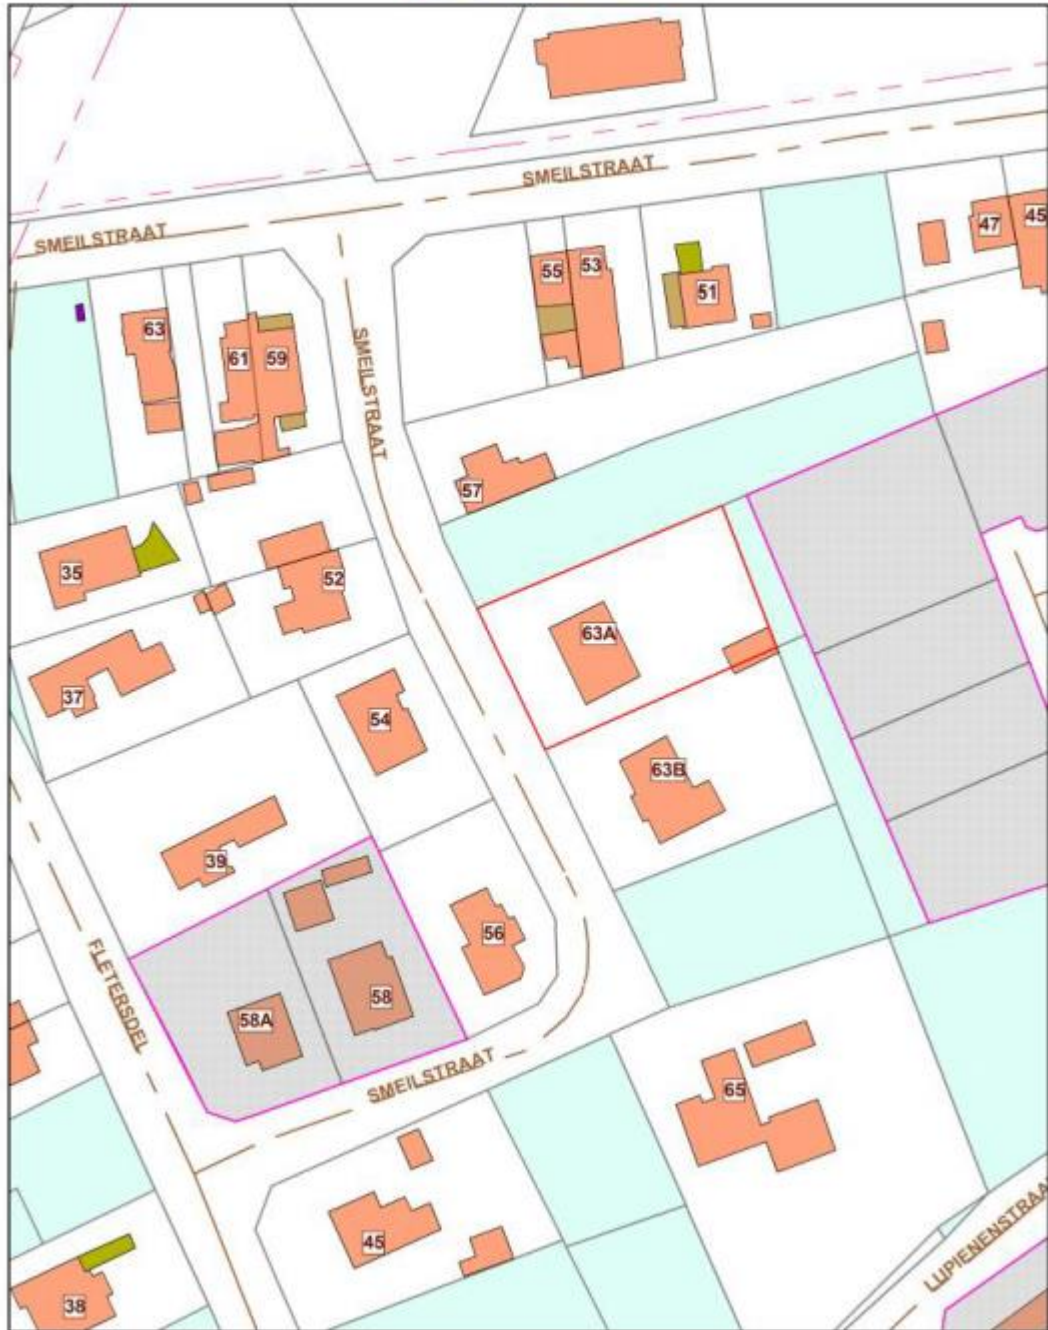 SMEILSTRAAT
SMEILSTRAAT
47
45
55
53
51
63
61
59
SMEILSTRAAT
57
35
52
63A
37
54
63B
39
56
58
58A
FLETERSDEL
SMEILSTRAAT
65
45
LUPIENENSTRAA
38